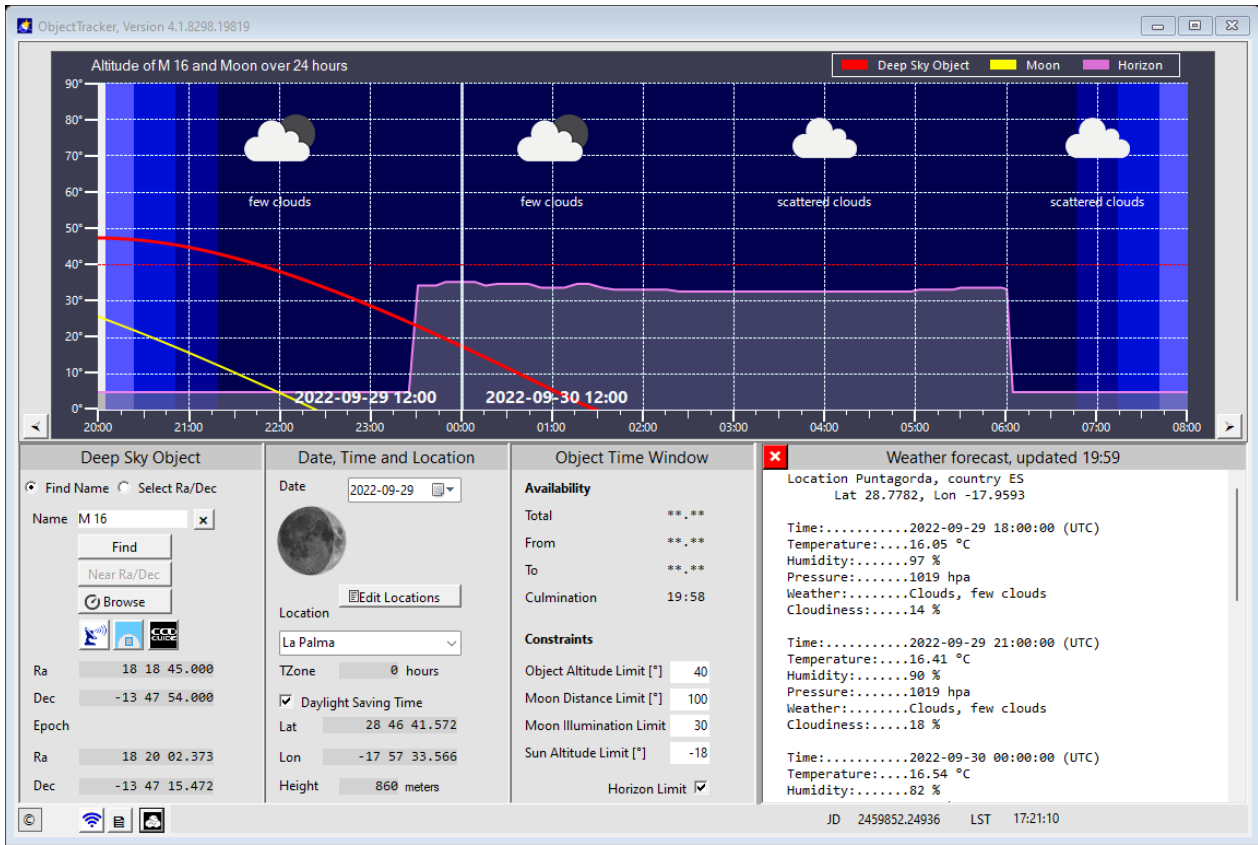 ObjectTracker, Version 4.1.8298.19819
Altitude of M 16 and Moon over 24 hours
Deep Sky Object Moon Horizon
90°
80°
70°
60°
50°
40°
30°
20°
10°
0°
few clouds few clouds scattered clouds scattered clouds
2022-09-29 12:00 2022-09-30 12:00
20:00 21:00 22:00 23:00 00:00 01:00 02:00 03:00 04:00 05:00 06:00 07:00 08:00
Deep Sky Object
Find Name Select Ra/Dec
Name M 16 x
Find
Near Ra/Dec
Browse
CCD GUIDE
Ra 18 18 45.000
Dec -13 47 54.000
Epoch
Ra 18 20 02.373
Dec -13 47 15.472
Date, Time and Location
Date 2022-09-29
Edit Locations
Location
La Palma
TZone 0 hours
Daylight Saving Time
Lat 28 46 41.572
Lon -17 57 33.566
Height 860 meters
Object Time Window
Availability
Total **.**
From **.**
To **.**
Culmination 19:58
Constraints
Object Altitude Limit [°] 40
Moon Distance Limit [°] 100
Moon Illumination Limit 30
Sun Altitude Limit [°] -18
Horizon Limit
Weather forecast, updated 19:59
Location Puntagorda, country ES
Lat 28.7782, Lon -17.9593
Time:...........2022-09-29 18:00:00 (UTC)
Temperature:....16.05 °C
Humidity:.......97 %
Pressure:.......1019 hpa
Weather:........Clouds, few clouds
Cloudiness:.....14 %
Time:...........2022-09-29 21:00:00 (UTC)
Temperature:....16.41 °C
Humidity:.......90 %
Pressure:.......1019 hpa
Weather:........Clouds, few clouds
Cloudiness:.....18 %
Time:...........2022-09-30 00:00:00 (UTC)
Temperature:....16.54 °C
Humidity:.......82 %
©
JD 2459852.24936 LST 17:21:10